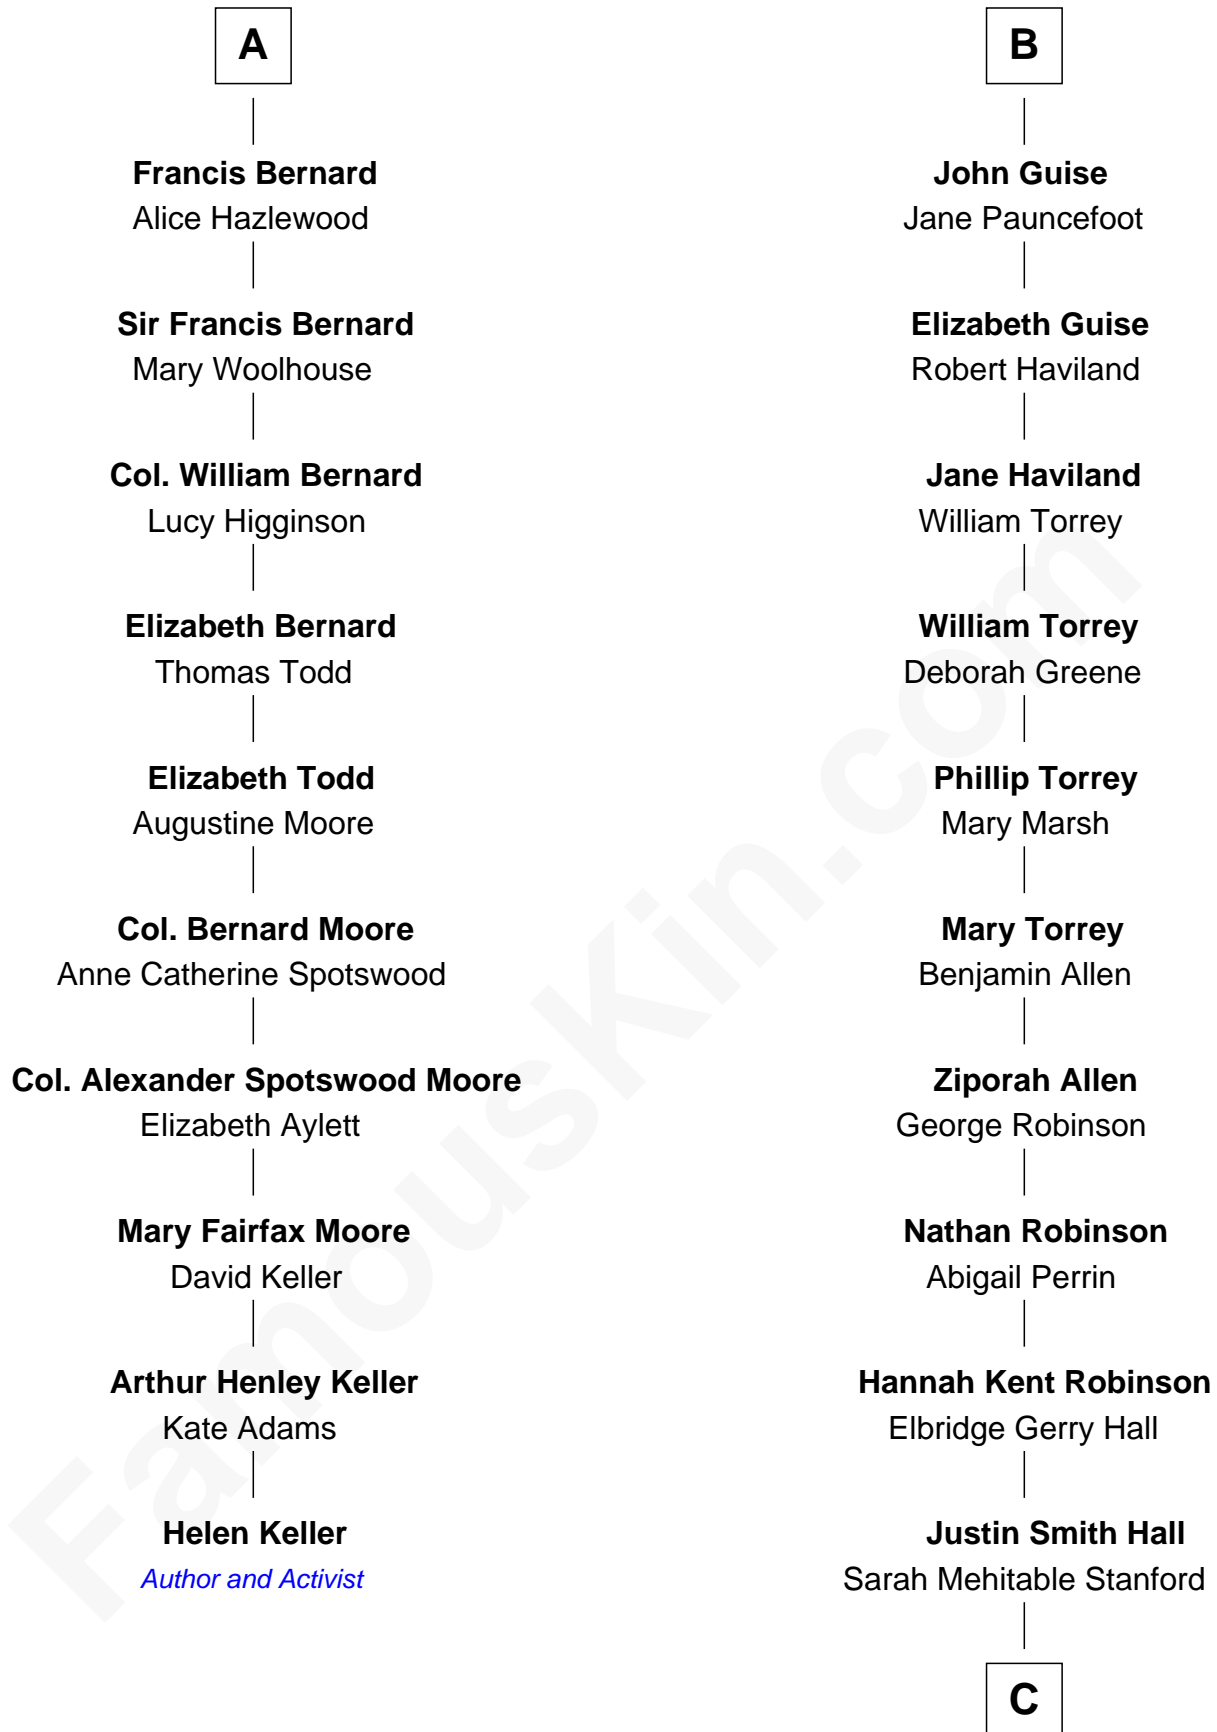 A
Francis Bernard
Alice Hazlewood
Sir Francis Bernard
Mary Woolhouse
Col. William Bernard
Lucy Higginson
Elizabeth Bernard
Thomas Todd
Elizabeth Todd
Augustine Moore
Col. Bernard Moore
Anne Catherine Spotswood
Col. Alexander Spotswood Moore
Elizabeth Aylett
Mary Fairfax Moore
David Keller
Arthur Henley Keller
Kate Adams
Helen Keller
Author and Activist
B
John Guise
Jane Pauncefoot
Elizabeth Guise
Robert Haviland
Jane Haviland
William Torrey
William Torrey
Deborah Greene
Phillip Torrey
Mary Marsh
Mary Torrey
Benjamin Allen
Ziporah Allen
George Robinson
Nathan Robinson
Abigail Perrin
Hannah Kent Robinson
Elbridge Gerry Hall
Justin Smith Hall
Sarah Mehitable Stanford
C
FamousKin.com